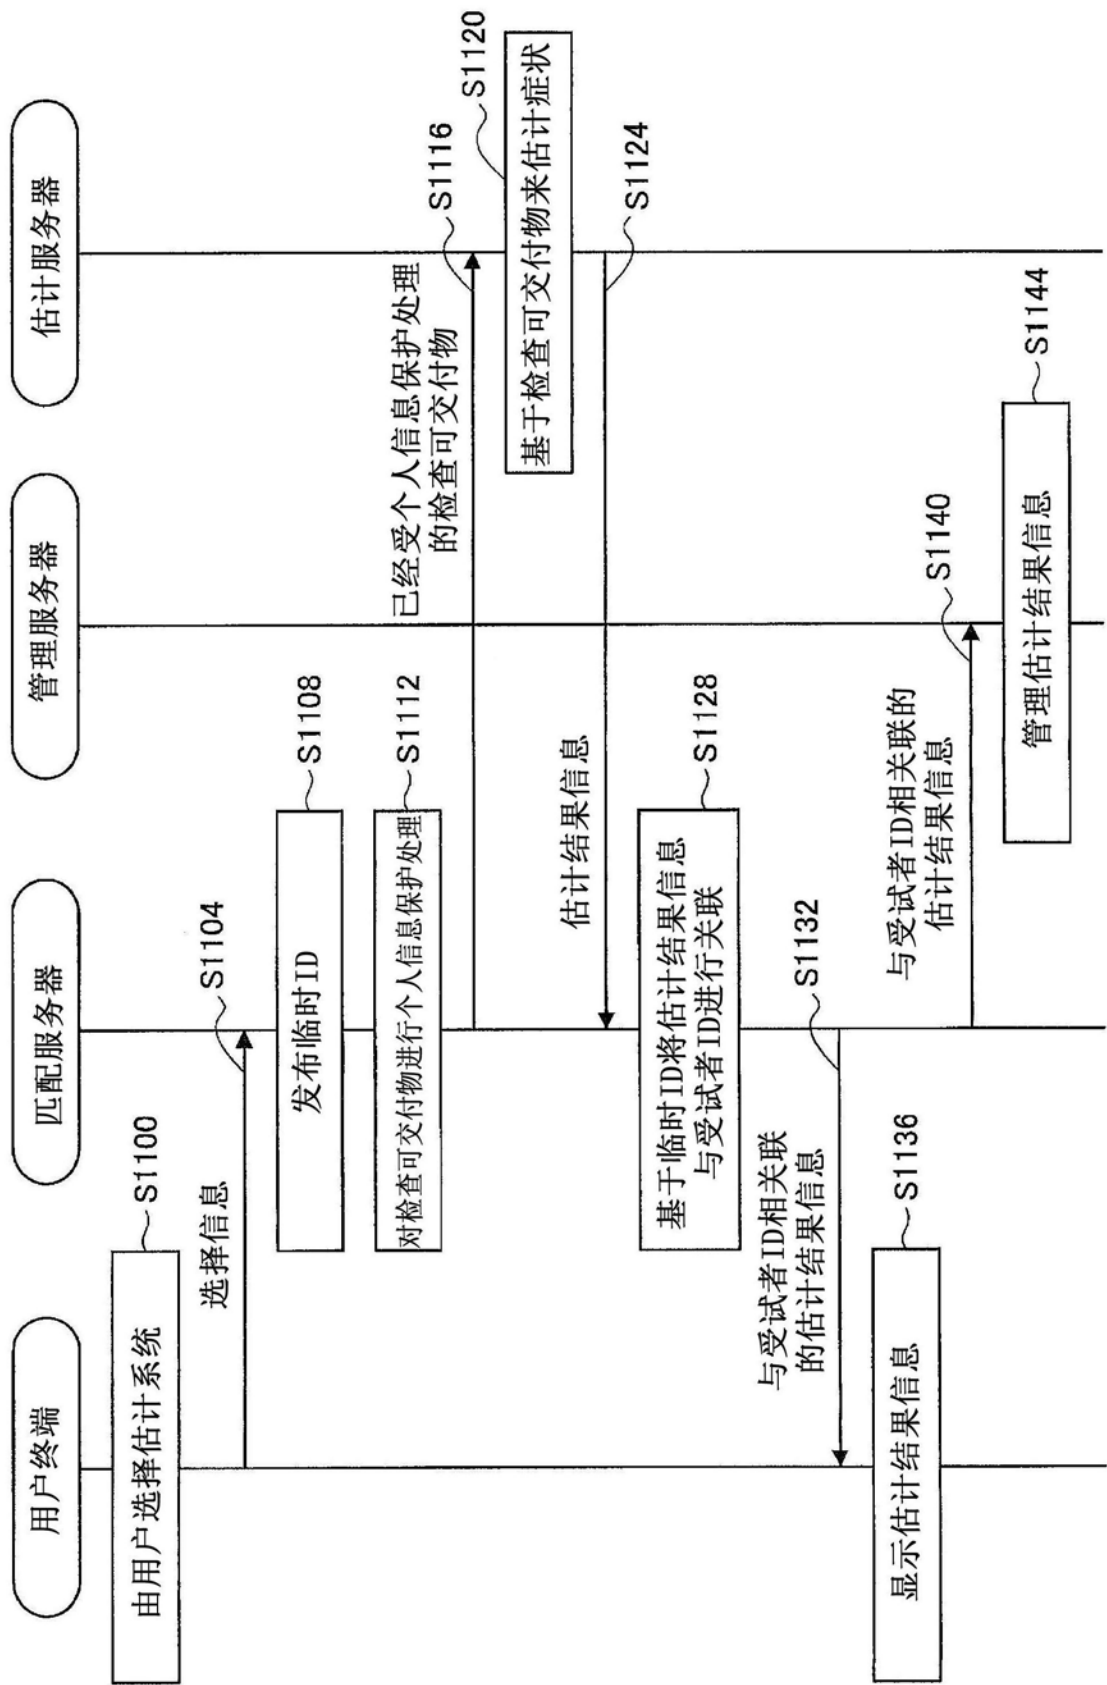 用户终端
匹配服务器
管理服务器
估计服务器
S1100
由用户选择估计系统
选择信息
S1104
发布临时ID
S1108
对检查可交付物进行个人信息保护处理
S1112
已经受个人信息保护处理
的检查可交付物
S1116
基于检查可交付物来估计症状
S1120
估计结果信息
S1124
基于临时ID将估计结果信息
与受试者ID进行关联
S1128
与受试者ID相关联
的估计结果信息
S1132
显示估计结果信息
S1136
与受试者ID相关联的
估计结果信息
S1140
管理估计结果信息
S1144